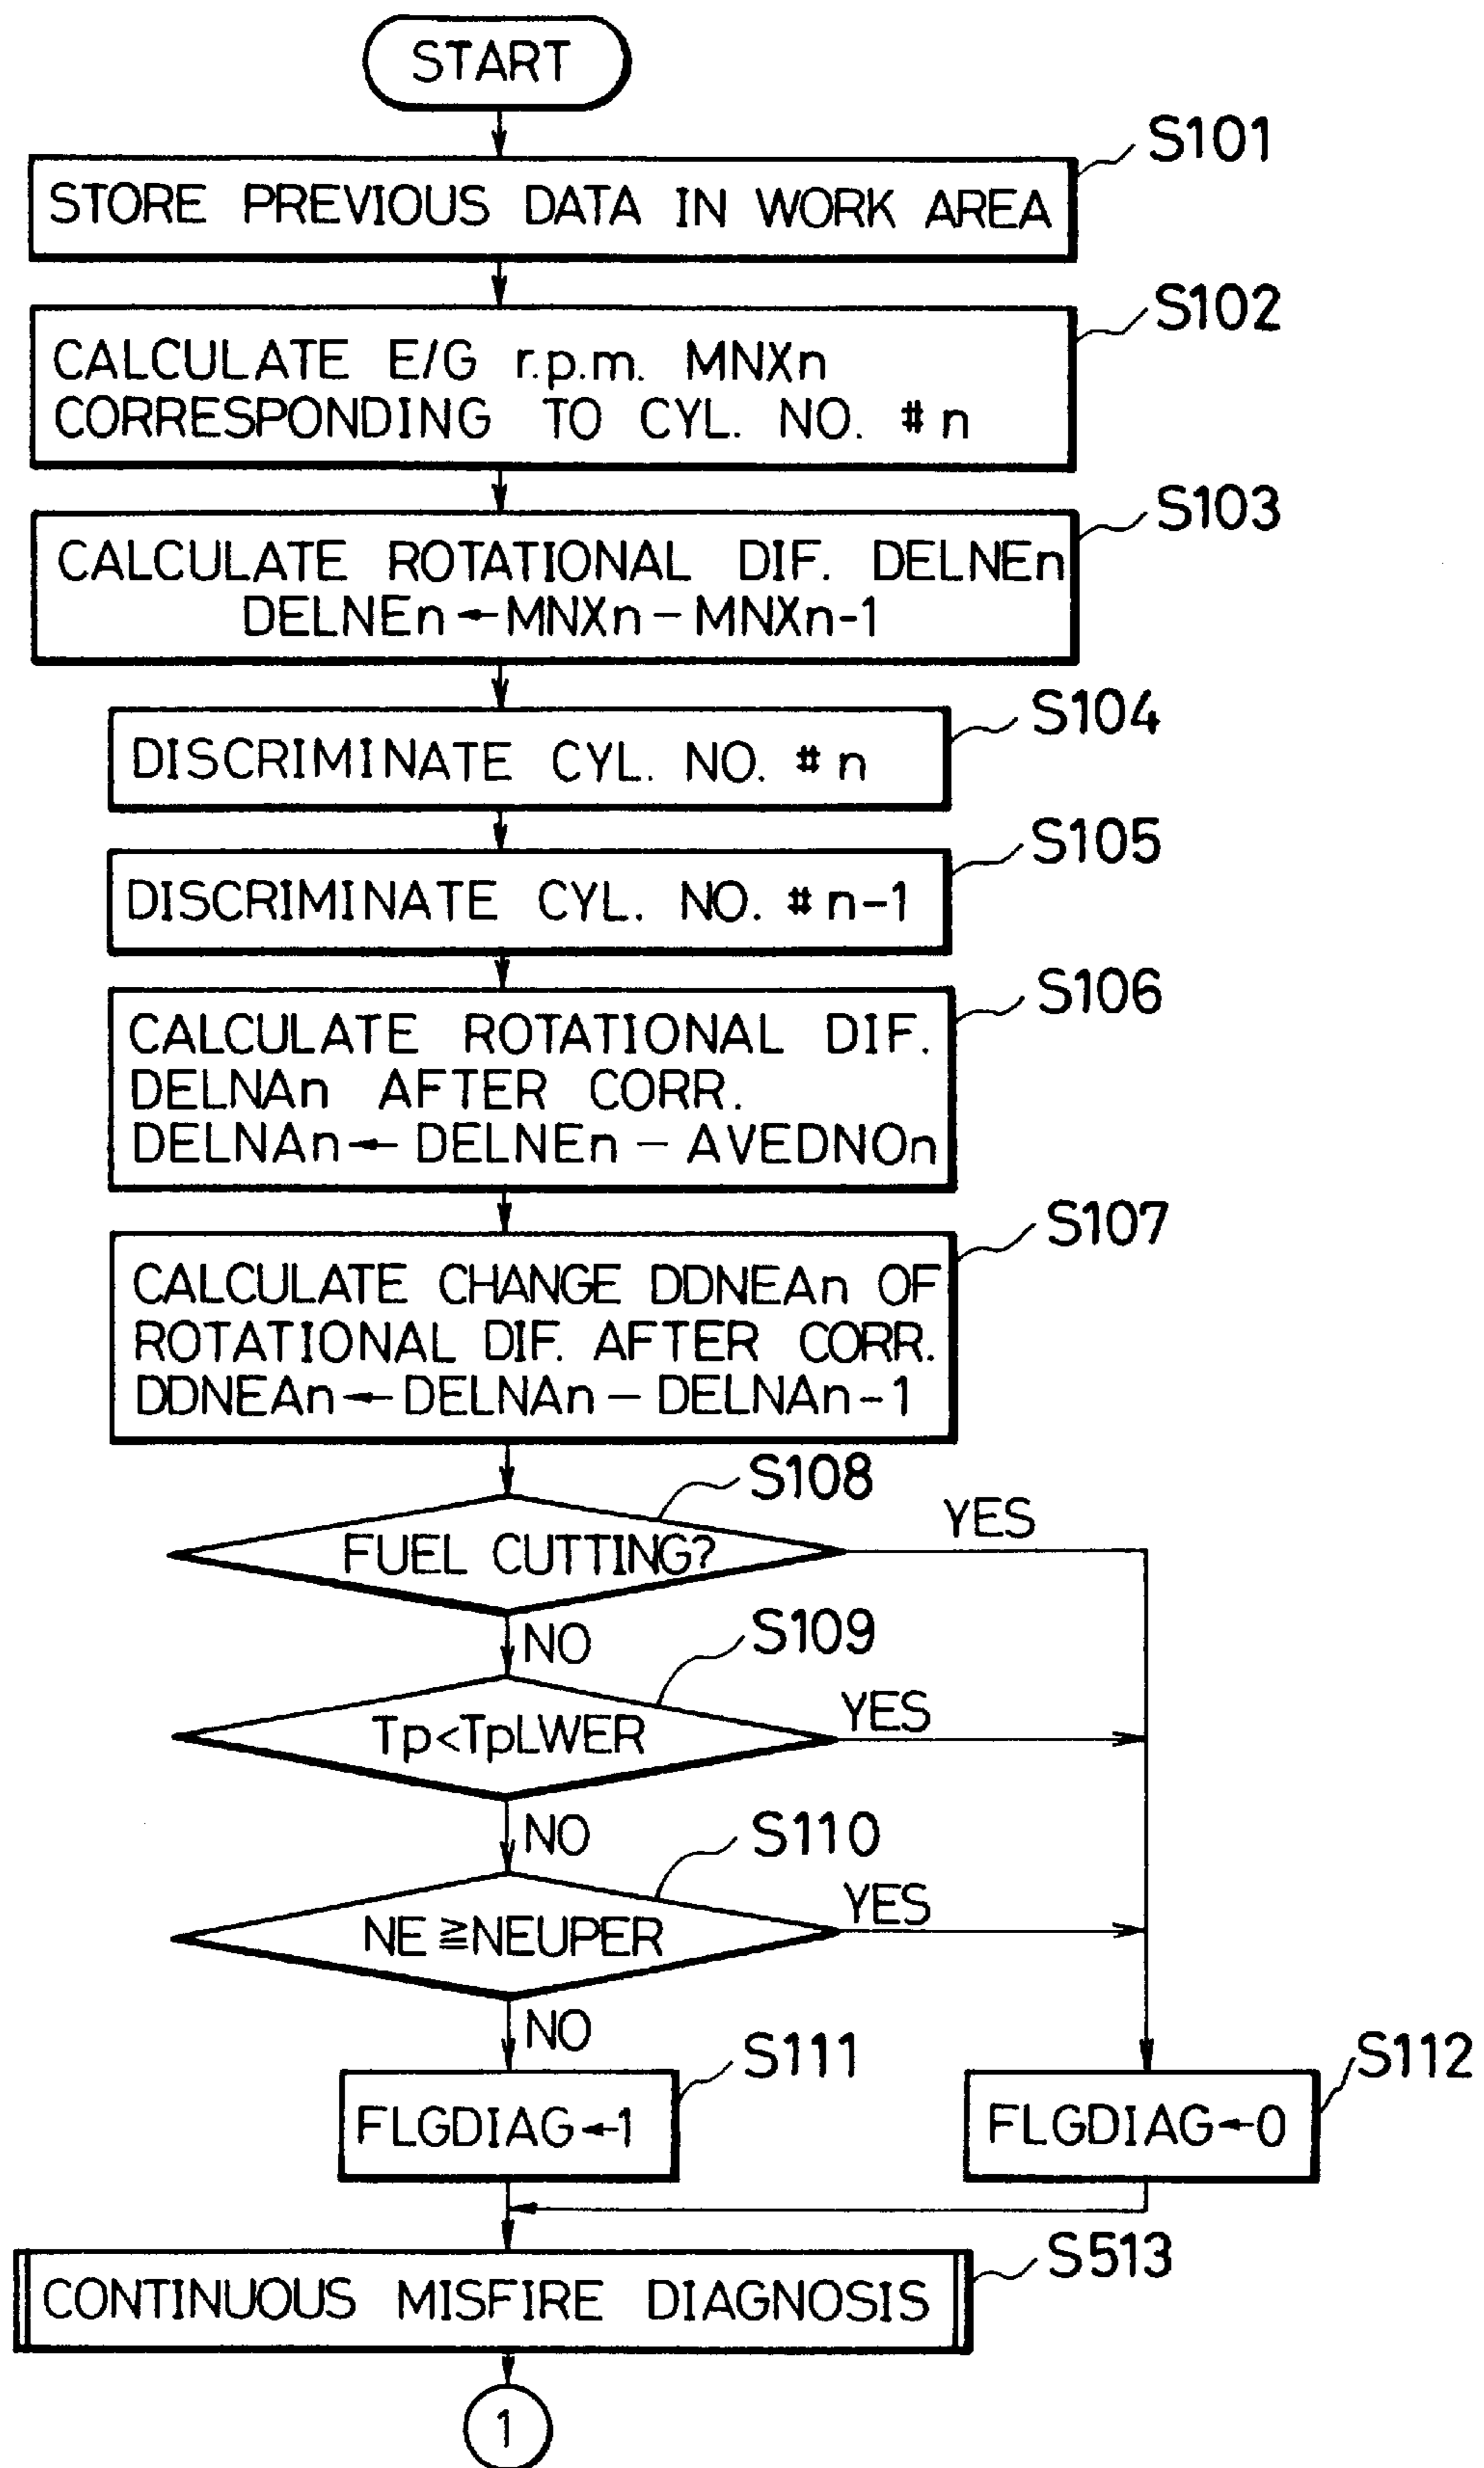 START
S101
STORE PREVIOUS DATA IN WORK AREA
S102
CALCULATE E/G r.p.m. MNXn
CORRESPONDING TO CYL. NO. #n
S103
CALCULATE ROTATIONAL DIF. DELNEn
DELNEn←MNXn-MNXn-1
S104
DISCRIMINATE CYL. NO. #n
S105
DISCRIMINATE CYL. NO. #n-1
S106
CALCULATE ROTATIONAL DIF.
DELNAn AFTER CORR.
DELNAn←DELNEn-AVEDNOn
S107
CALCULATE CHANGE DDNEAn OF
ROTATIONAL DIF. AFTER CORR.
DDNEAn←DELNAn-DELNAn-1
S108
FUEL CUTTING?
YES
NO
S109
Tp<TpLWER
YES
NO
S110
NE≧NEUPER
YES
NO
S111
FLGDIAG←1
S112
FLGDIAG←0
S513
CONTINUOUS MISFIRE DIAGNOSIS
1